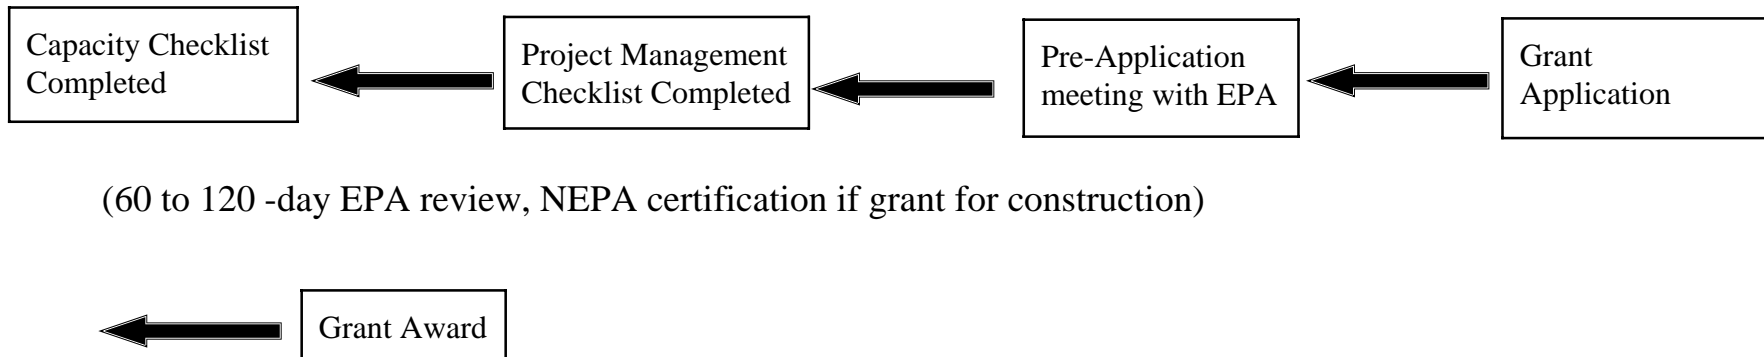 Capacity Checklist
Completed
Project Management
Checklist Completed
Pre-Application
meeting with EPA
Grant
Application
(60 to 120 -day EPA review, NEPA certification if grant for construction)
Grant Award